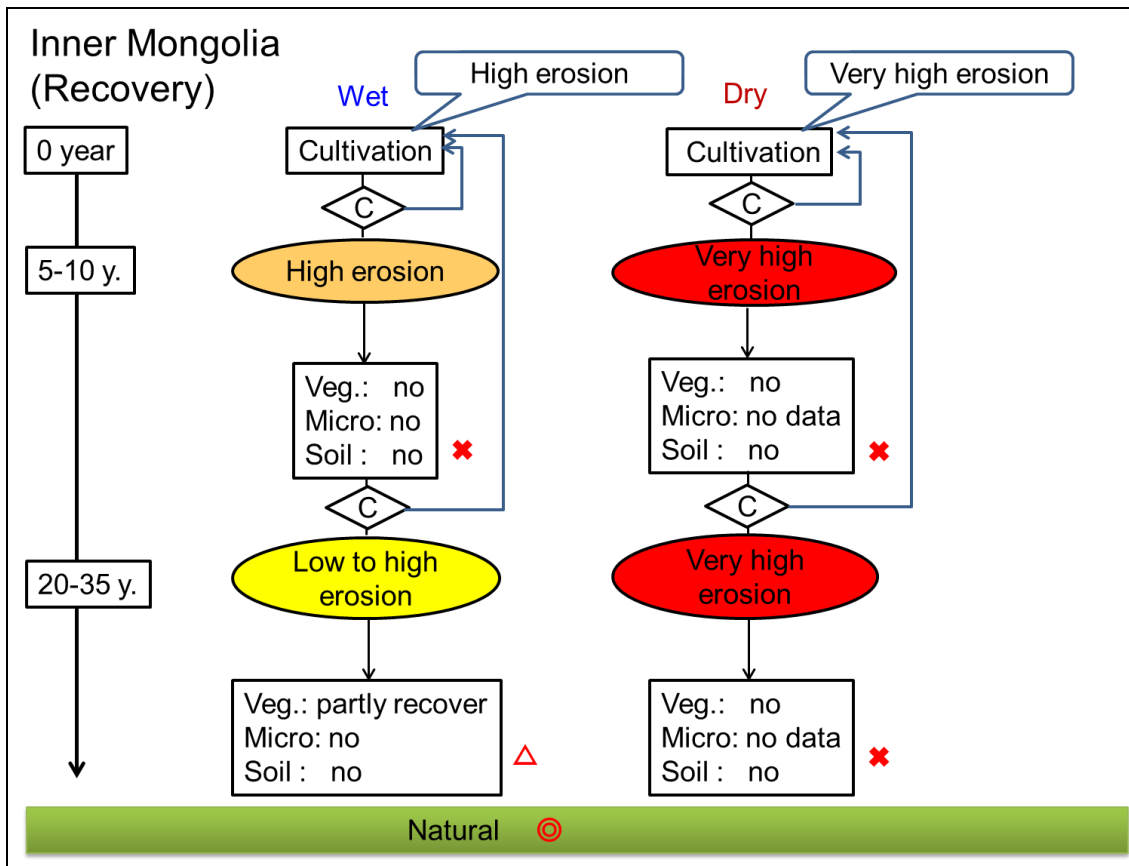 Inner Mongolia
(Recovery)
High erosion
Very high erosion
Wet
Dry
0 year
Cultivation
Cultivation
C
C
5-10 y.
High erosion
Very high
erosion
Veg.: no
Micro: no
Soil : no
Veg.: no
Micro: no data
Soil : no
C
C
20-35 y.
Low to high
erosion
Very high
erosion
Veg.: partly recover
Micro: no
Soil : no
Veg.: no
Micro: no data
Soil : no
Natural